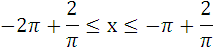 −2π + 2/π ≤ x ≤ −π + 2/π